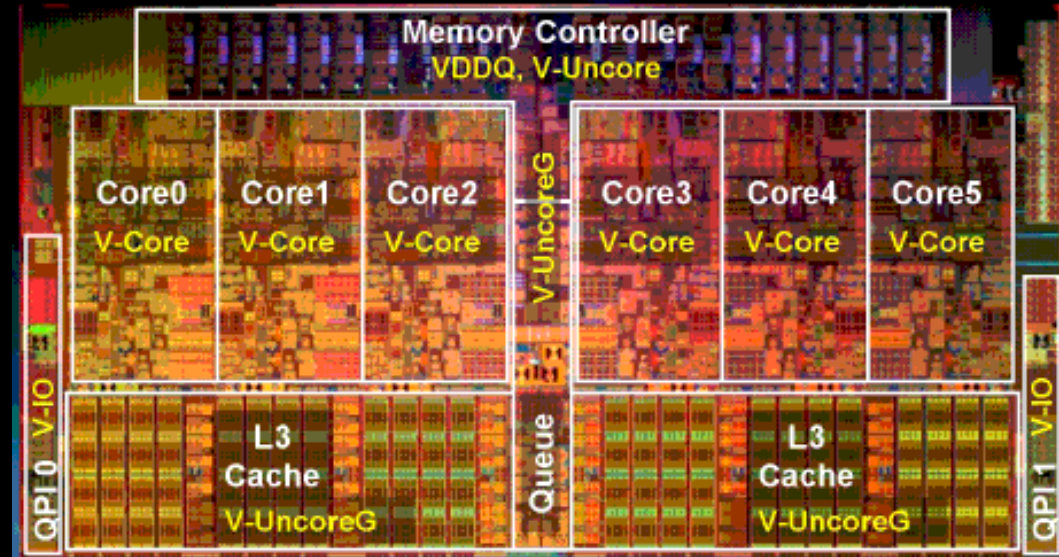 Memory Controller
VDDQ, V-Uncore
Core0
V-Core
Core1
V-Core
Core2
V-Core
V-UncoreG
Core3
V-Core
Core4
V-Core
Core5
V-Core
QPI 0 V-IO
L3
Cache
V-UncoreG
Queue
L3
Cache
V-UncoreG
QPI 1 V-IO